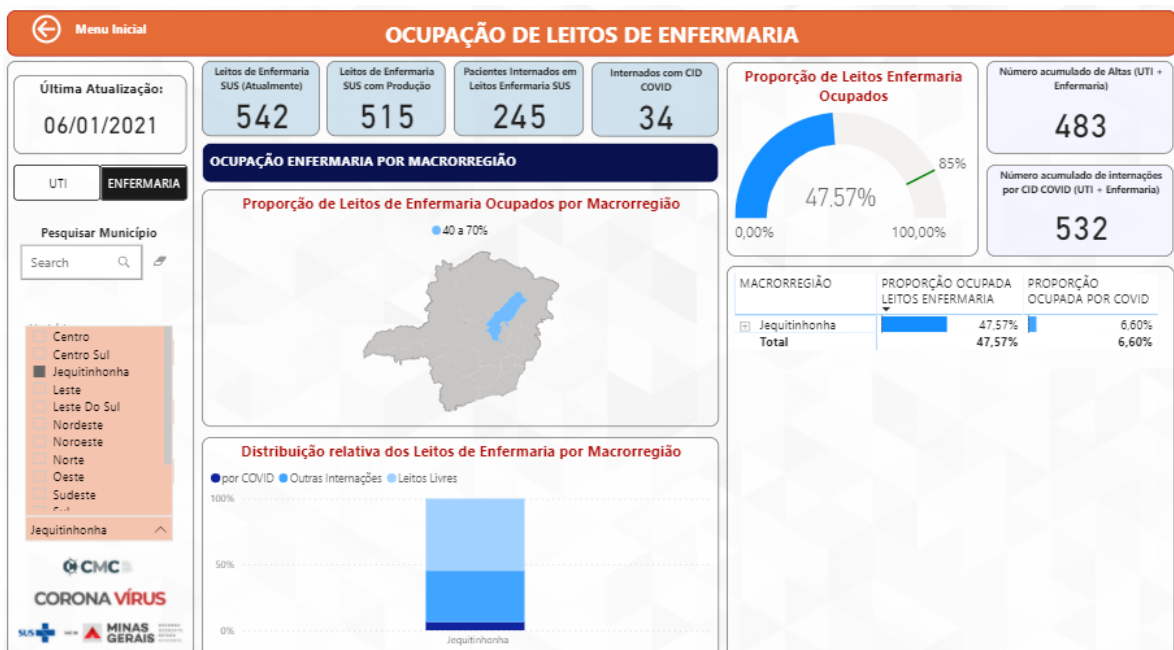 Menu Inicial
OCUPAÇÃO DE LEITOS DE ENFERMARIA
Última Atualização:
06/01/2021
UTI
ENFERMARIA
Pesquisar Município
Search
Centro
Centro Sul
Jequitinhonha
Leste
Leste Do Sul
Nordeste
Noroeste
Norte
Oeste
Sudeste
Jequitinhonha
CMC
CORONA VÍRUS
SUS
MINAS
GERAIS
Leitos de Enfermaria
SUS (Atualmente)
542
Leitos de Enfermaria
SUS com Produção
515
Pacientes Internados em
Leitos Enfermaria SUS
245
Internados com CID
COVID
34
OCUPAÇÃO ENFERMARIA POR MACRORREGIÃO
Proporção de Leitos de Enfermaria Ocupados por Macrorregião
40 a 70%
Distribuição relativa dos Leitos de Enfermaria por Macrorregião
por COVID Outras Internações Leitos Livres
100%
50%
0%
Jequitinhonha
Proporção de Leitos Enfermaria
Ocupados
85%
47,57%
0,00%
100,00%
Número acumulado de Altas (UTI +
Enfermaria)
483
Número acumulado de internações
por CID COVID (UTI + Enfermaria)
532
MACRORREGIÃO PROPORÇÃO OCUPADA PROPORÇÃO
LEITOS ENFERMARIA OCUPADA POR COVID
Jequitinhonha 47,57% 6,60%
Total 47,57% 6,60%